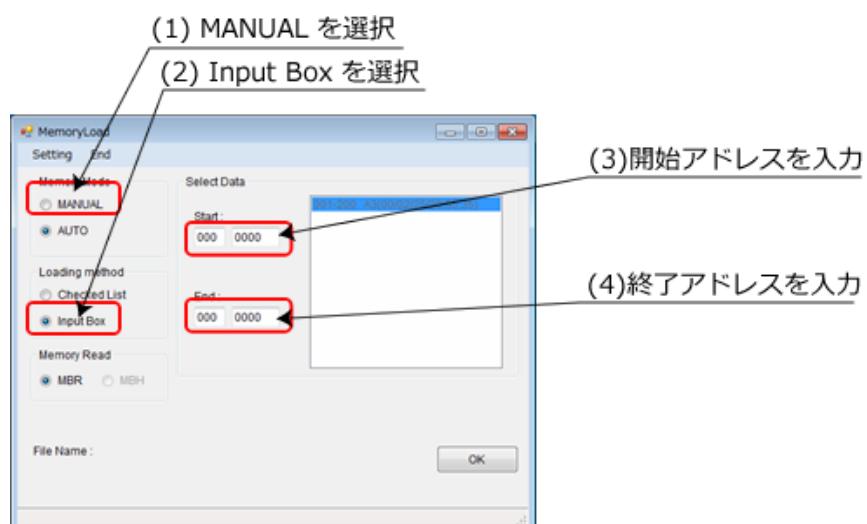 (1) MANUAL を選択
(2) Input Box を選択
MemoryLoad
Setting End
(3)開始アドレスを入力
Memory Mode
Select Data
MANUAL
Start :
AUTO
000 0000
Loading method
(4)終了アドレスを入力
Checked List
End :
Input Box
000 0000
Memory Read
MBR MBH
File Name :
OK